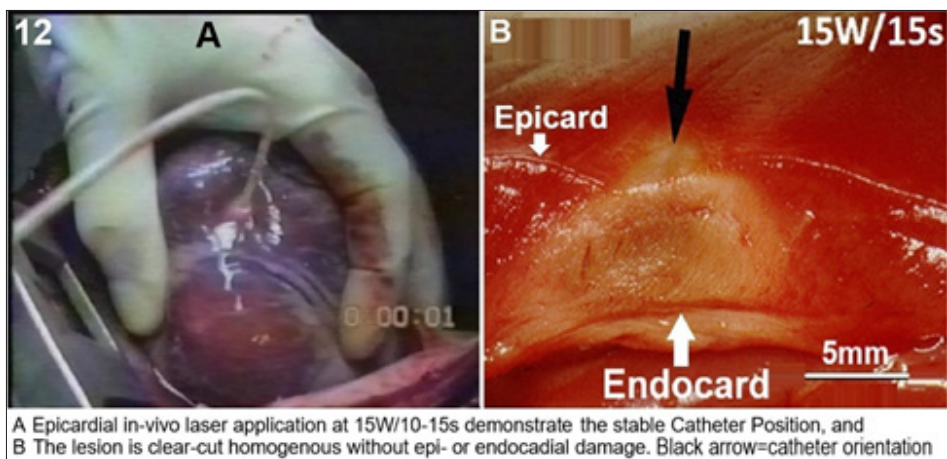 12
A
0 00:01
B
15W/15s
Epicard
Endocard
5mm
A Epicardial in-vivo laser application at 15W/10-15s demonstrate the stable Catheter Position, and
B The lesion is clear-cut homogenous without epi- or endocadial damage. Black arrow=catheter orientation